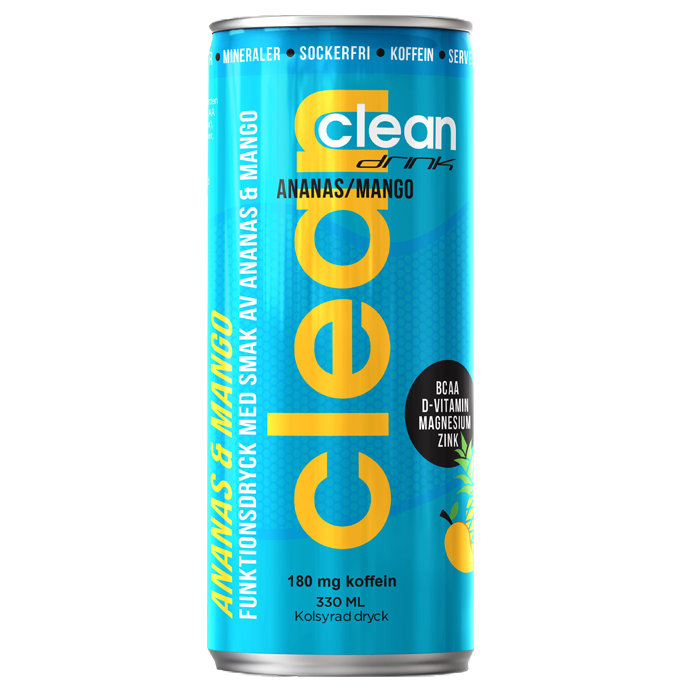 MINERALER • SOCKERFRI • KOFFEIN •
clean
drink
ANANAS/MANGO
clean
ANANAS & MANGO
FUNKTIONSDRYCK MED SMAK AV ANANAS & MANGO
BCAA
D-VITAMIN
MAGNESIUM
ZINK
180 mg koffein
330 ML
Kolsyrad dryck